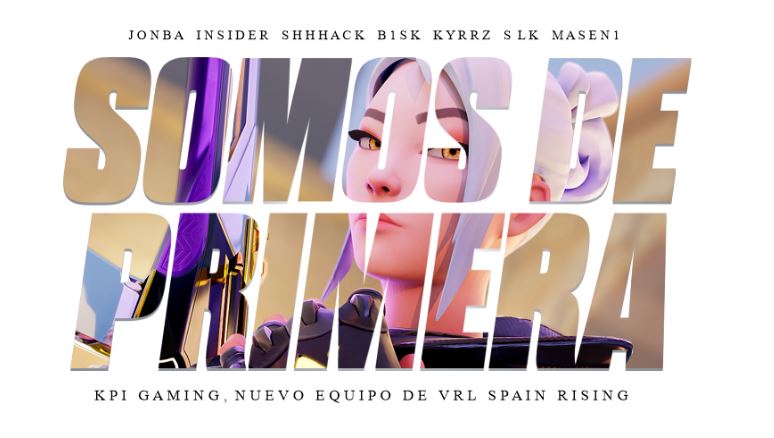 JONBA INSIDER SHHHACK B1SK KYRRZ SLK MASEN1
SOMOS DE
PRIMERA
KPI GAMING, NUEVO EQUIPO DE VRL SPAIN RISING